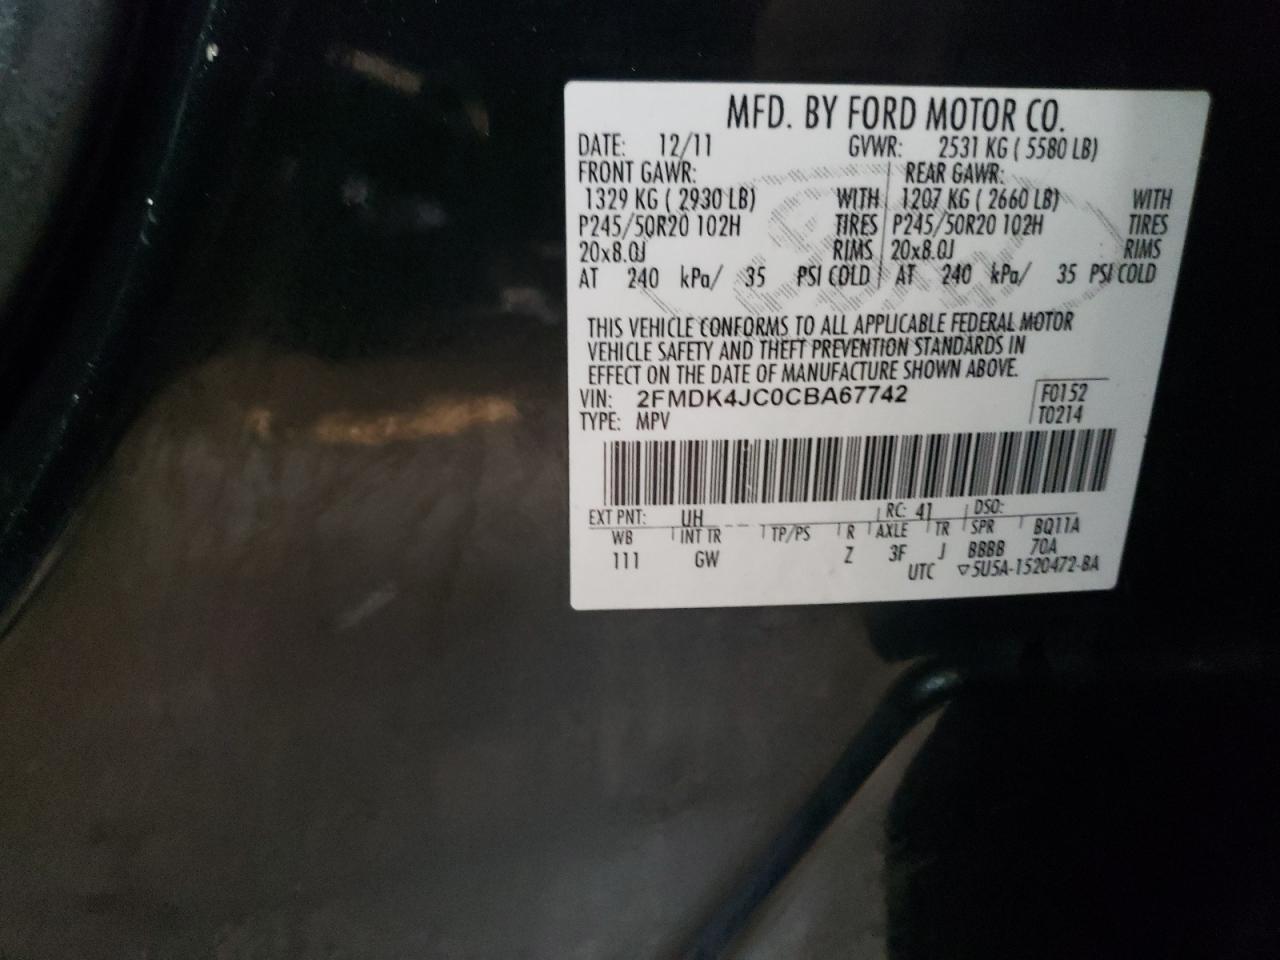 MFD. BY FORD MOTOR CO.
DATE: 12/11 GVWR: 2531 KG ( 5580 LB)
FRONT GAWR: REAR GAWR:
1329 KG ( 2930 LB) WITH 1207 KG ( 2660 LB) WITH
P245/50R20 102H TIRES P245/50R20 102H TIRES
20x8.0J RIMS 20x8.0J RIMS
AT 240 kPa/ 35 PSI COLD AT 240 kPa/ 35 PSI COLD
THIS VEHICLE CONFORMS TO ALL APPLICABLE FEDERAL MOTOR
VEHICLE SAFETY AND THEFT PREVENTION STANDARDS IN
EFFECT ON THE DATE OF MANUFACTURE SHOWN ABOVE.
VIN: 2FMDK4JC0CBA67742 F0152
TYPE: MPV T0214
EXT PNT: UH RC: 41 DSO:
WB INT TR TP/PS R AXLE TR SPR BQ11A
111 GW Z 3F J BBBB 70A
UTC ▽5U5A-1520472-BA